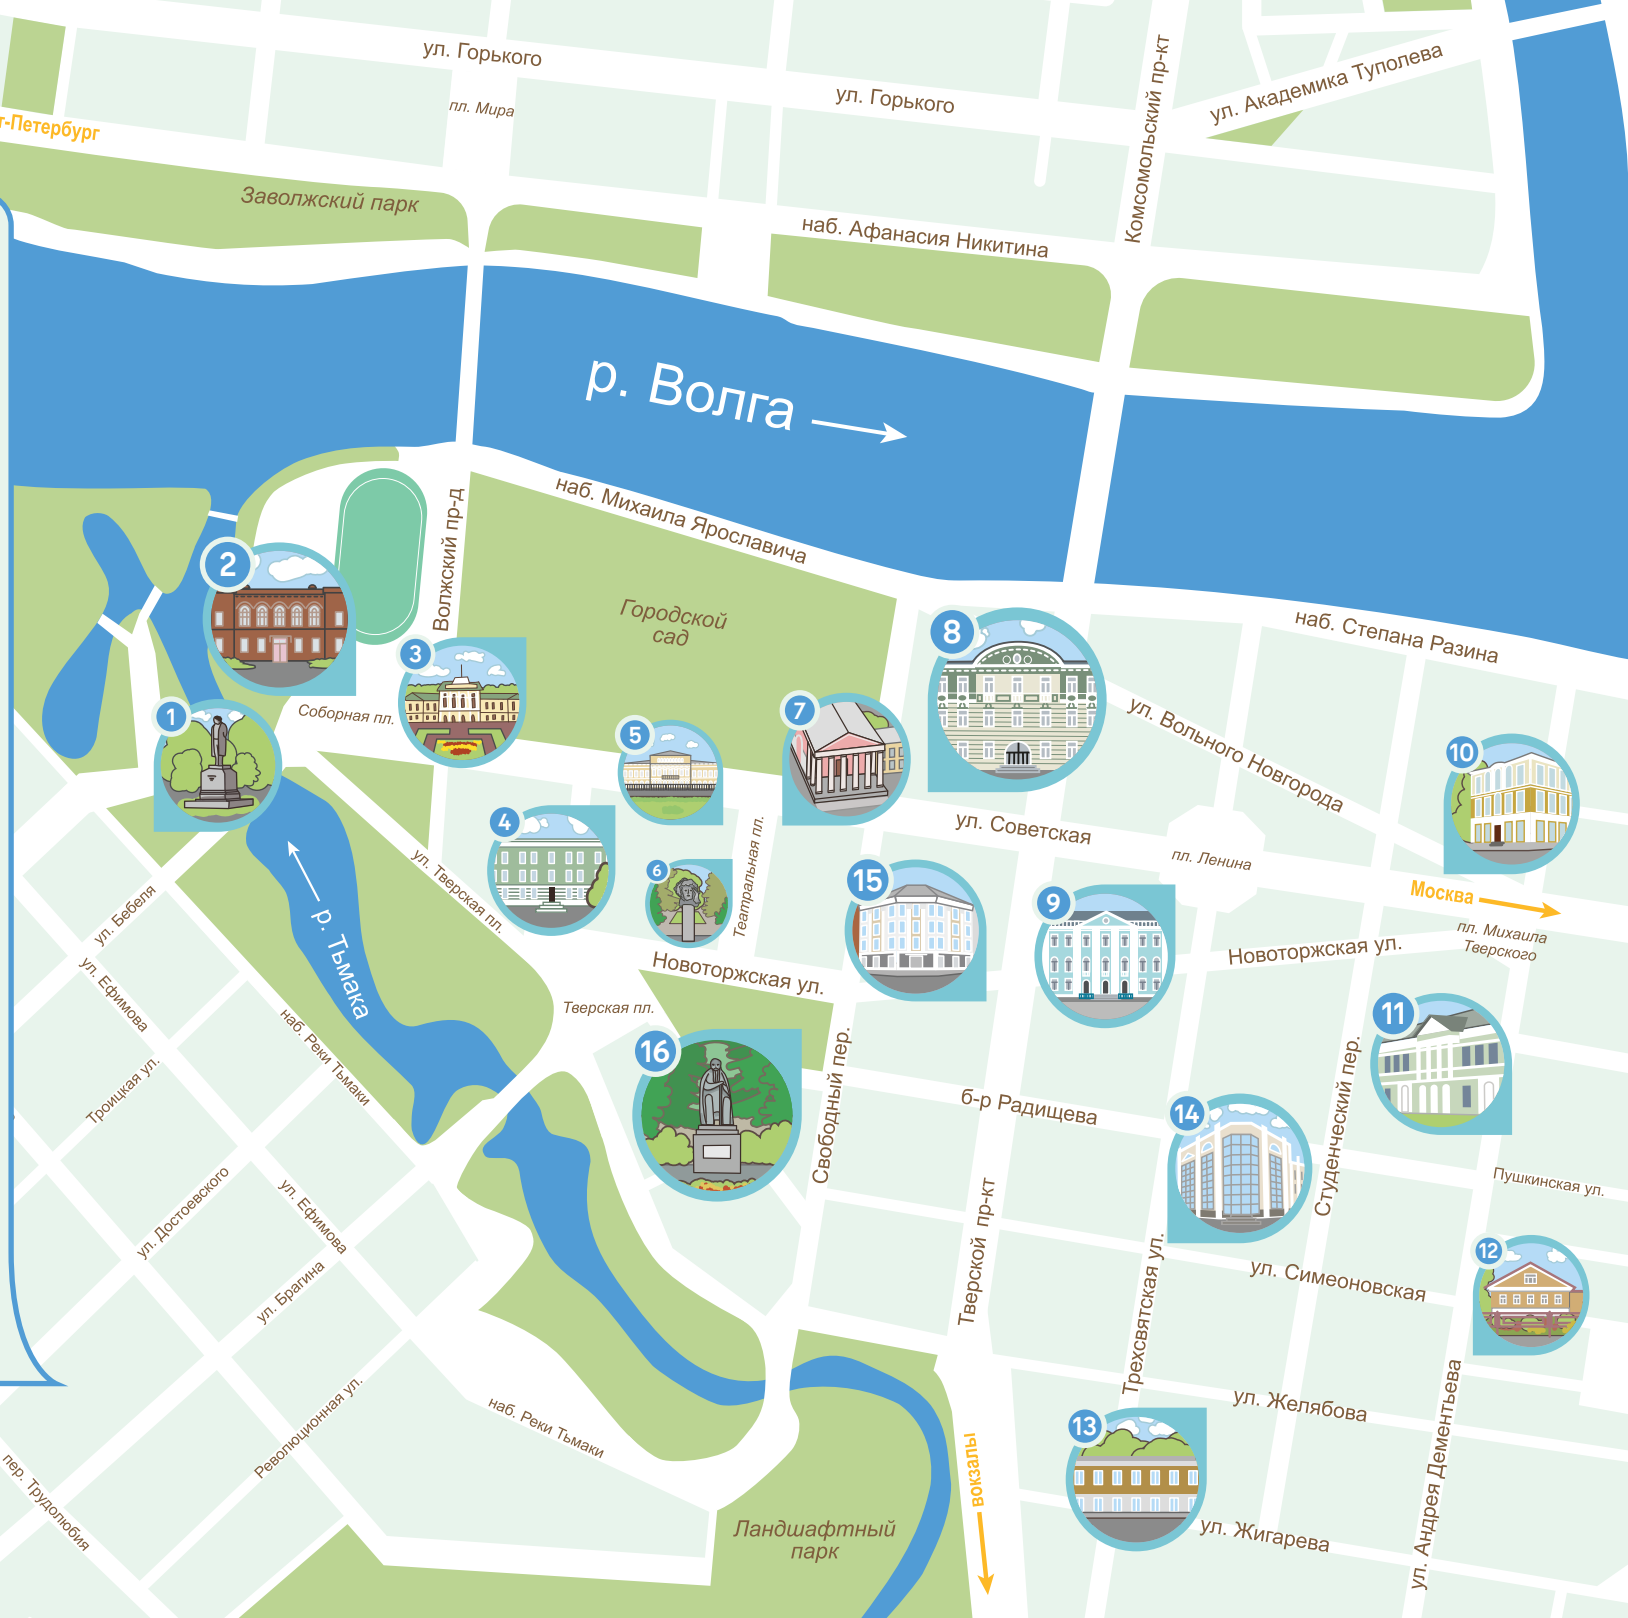 ул. Горького
пл. Мира
ул. Горького
ул. Академика Туполева
Комсомольский пр-кт
т-Петербург
Заволжский парк
наб. Афанасия Никитина
р. Волга
наб. Михаила Ярославича
Волжский пр-д
Городской
сад
наб. Степана Разина
2
8
3
1
Соборная пл.
5
7
ул. Вольного Новгорода
10
4
ул. Советская
Театральная пл.
пл. Ленина
ул. Тверская пл.
6
15
9
Москва
пл. Михаила
Тверского
ул. Бебеля
р. Тьмака
Новоторжская ул.
Новоторжская ул.
ул. Ефимова
Тверская пл.
наб. Реки Тьмаки
11
16
Троицкая ул.
Свободный пер.
б-р Радищева
14
Студенческий пер.
Пушкинская ул.
ул. Достоевского
ул. Ефимова
Тверской пр-кт
12
ул. Симеоновская
ул. Брагина
Трехсвятская ул.
ул. Желябова
Революционная ул.
наб. Реки Тьмаки
13
вокзалы
ул. Андрея Дементьева
пер. Трудолюбия
Ландшафтный
парк
ул. Жигарева